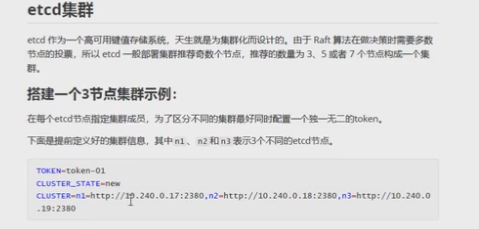 etcd集群
etcd 作为一个高可用键值存储系统，天生就是为集群化而设计的。由于 Raft 算法在做决策时需要多数
节点的投票，所以 etcd 一般部署集群推荐奇数个节点，推荐的数量为 3、5 或者 7 个节点构成一个集
群。
搭建一个3节点集群示例：
在每个etcd节点指定集群成员，为了区分不同的集群最好同时配置一个独一无二的token。
下面是提前定义好的集群信息，其中n1、n2和n3表示3个不同的etcd节点。
TOKEN=token-01
CLUSTER_STATE=new
CLUSTER=n1=http://10.240.0.17:2380,n2=http://10.240.0.18:2380,n3=http://10.240.0
.19:2380